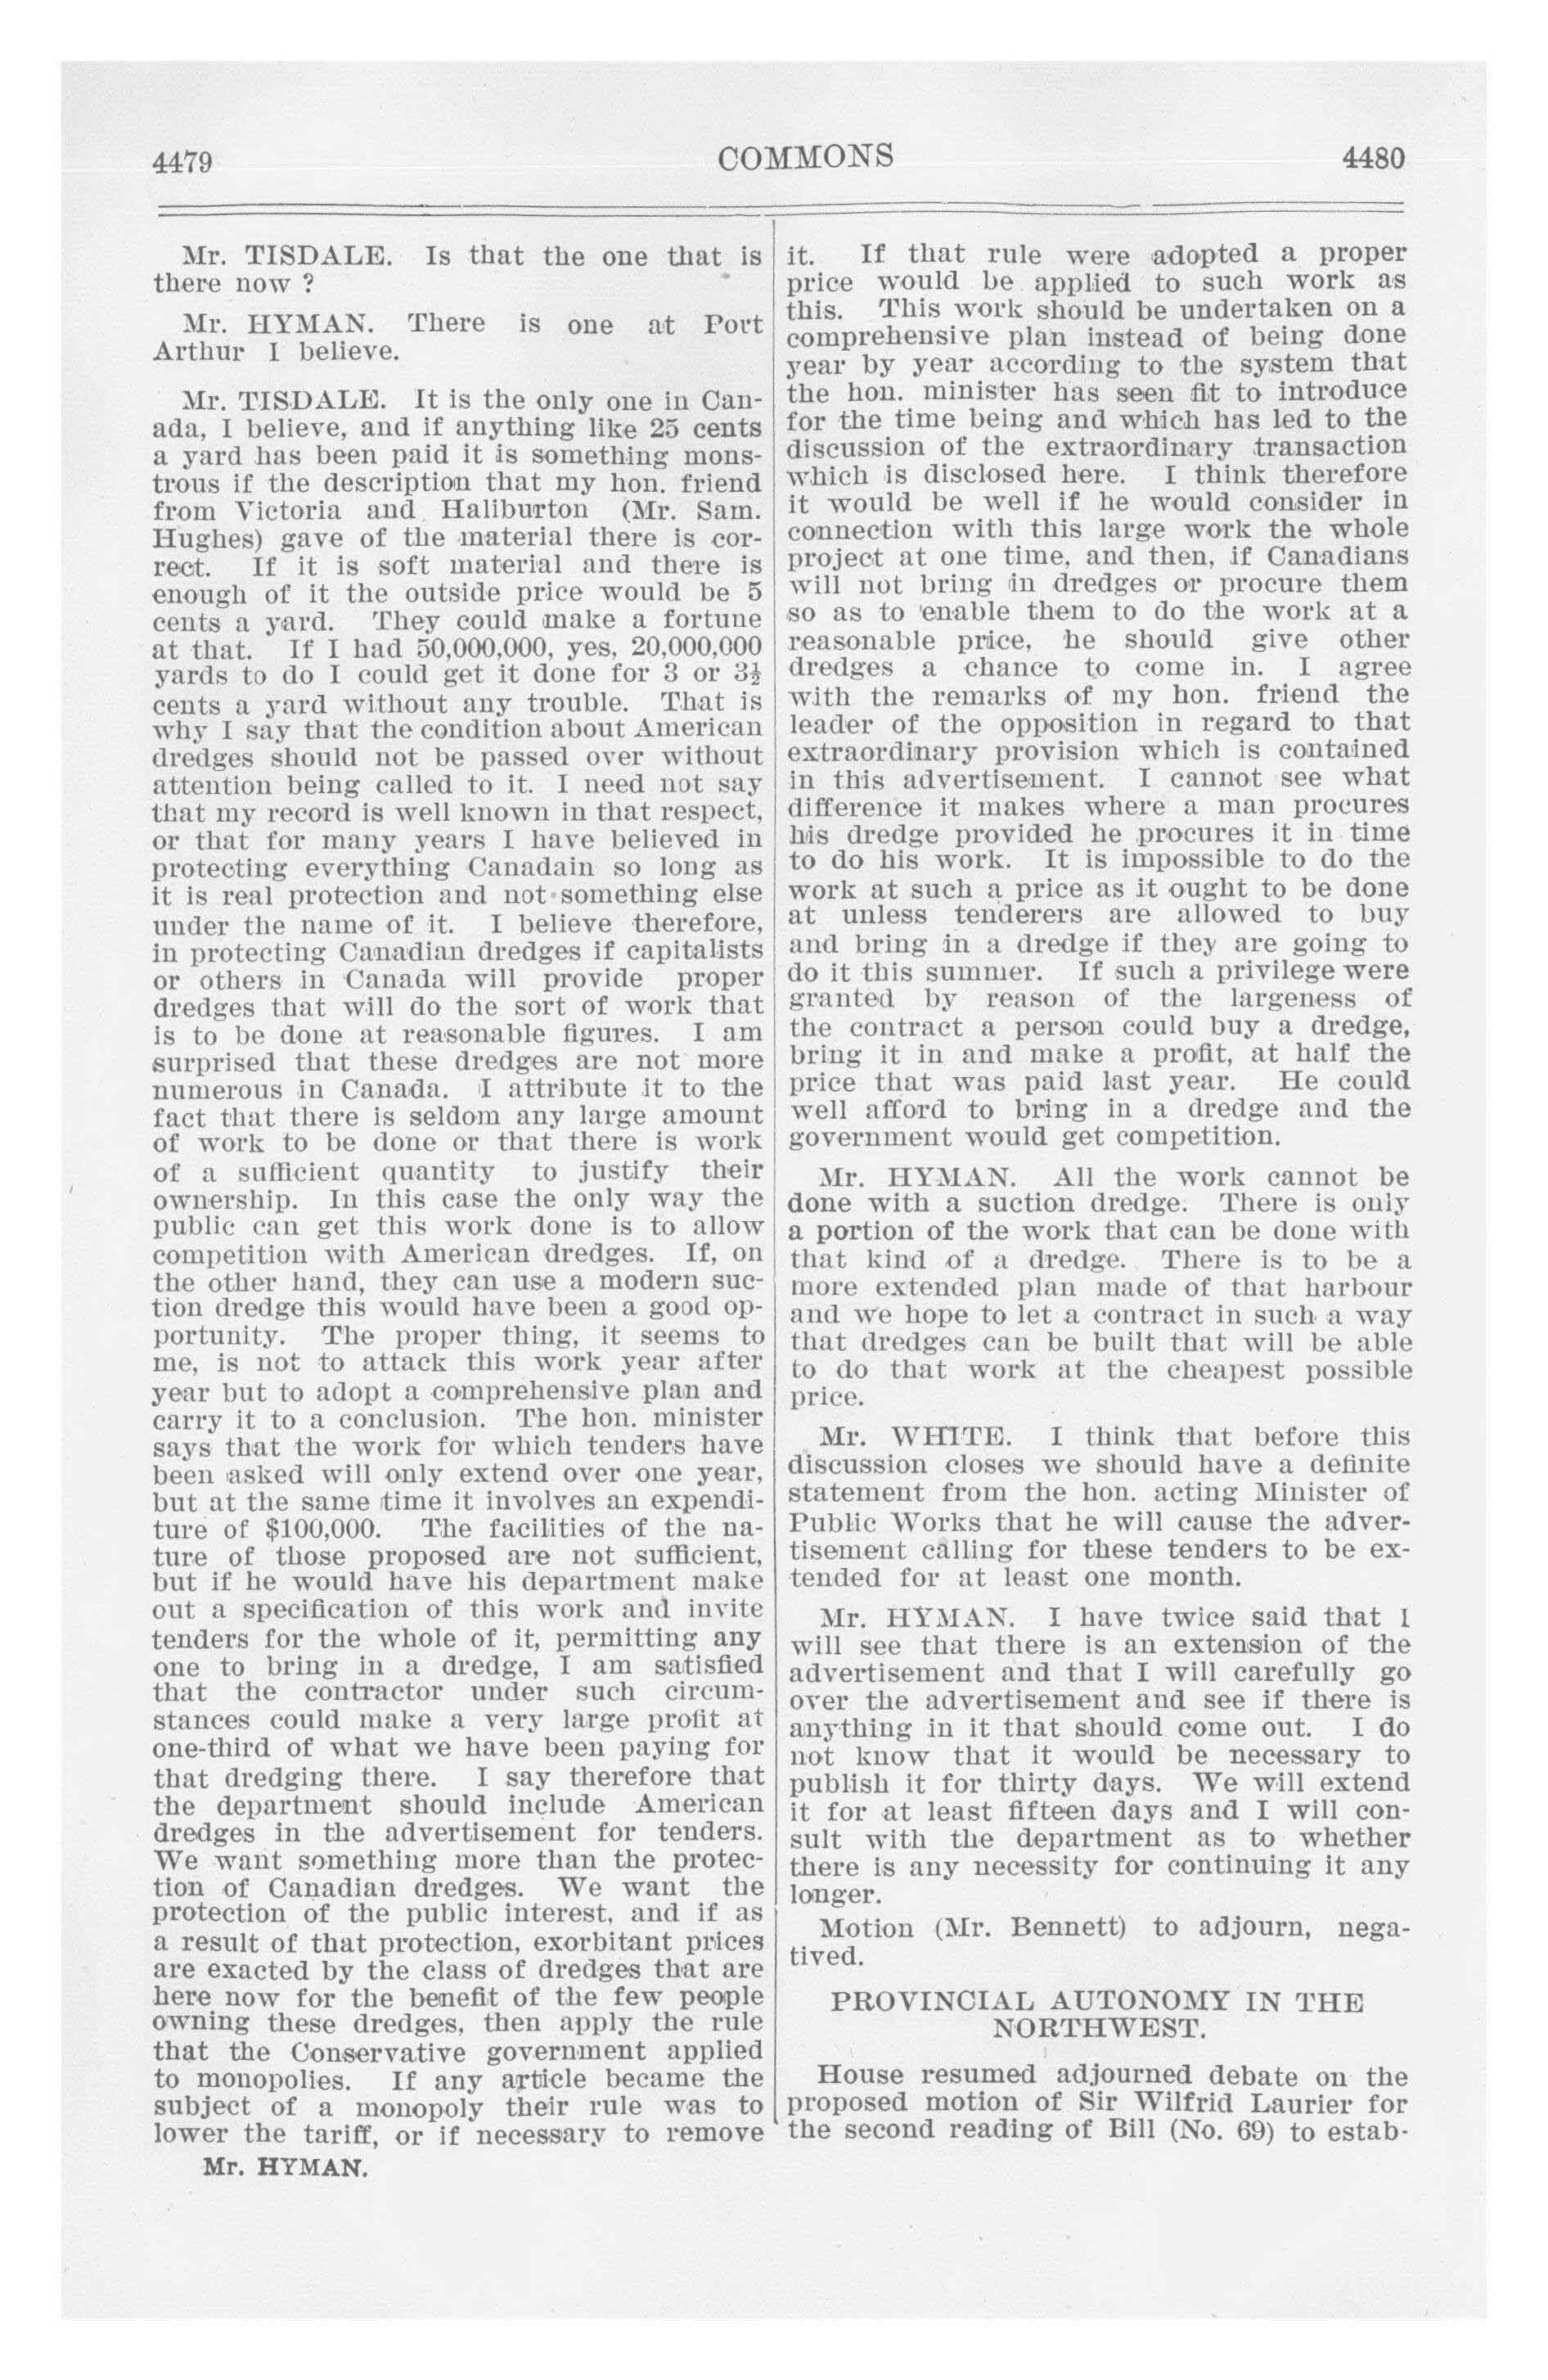 4479
COMMONS
4480
Mr. TISDALE. Is that the one that is
there now ?
Mr. HYMAN. There is one at Port
Arthur I believe.
Mr. TISDALE. It is the only one in Can-
ada, I believe, and if anything like 25 cents
a yard has been paid it is something mons-
trous if the description that my hon. friend
from Victoria and Haliburton (Mr. Sam.
Hughes) gave of the material there is cor-
rect. If it is soft material and there is
enough of it the outside price would be 5
cents a yard. They could make a fortune
at that. If I had 50,000,000, yes, 20,000,000
yards to do I could get it done for 3 or 3½
cents a yard without any trouble. That is
why I say that the condition about American
dredges should not be passed over without
attention being called to it. I need not say
that my record is well known in that respect,
or that for many years I have believed in
protecting everything Canadain so long as
it is real protection and not something else
under the name of it. I believe therefore,
in protecting Canadian dredges if capitalists
or others in Canada will provide proper
dredges that will do the sort of work that
is to be done at reasonable figures. I am
surprised that these dredges are not more
numerous in Canada. I attribute it to the
fact that there is seldom any large amount
of work to be done or that there is work
of a sufficient quantity to justify their
ownership. In this case the only way the
public can get this work done is to allow
competition with American dredges. If, on
the other hand, they can use a modern suc-
tion dredge this would have been a good op-
portunity. The proper thing, it seems to
me, is not to attack this work year after
year but to adopt a comprehensive plan and
carry it to a conclusion. The hon. minister
says that the work for which tenders have
been asked will only extend over one year,
but at the same time it involves an expendi-
ture of $100,000. The facilities of the na-
ture of those proposed are not sufficient,
but if he would have his department make
out a specification of this work and invite
tenders for the whole of it, permitting any
one to bring in a dredge, I am satisfied
that the contractor under such circum-
stances could make a very large profit at
one-third of what we have been paying for
that dredging there. I say therefore that
the department should include American
dredges in the advertisement for tenders.
We want something more than the protec-
tion of Canadian dredges. We want the
protection of the public interest, and if as
a result of that protection, exorbitant prices
are exacted by the class of dredges that are
here now for the benefit of the few people
owning these dredges, then apply the rule
that the Conservative government applied
to monopolies. If any article became the
subject of a monopoly their rule was to
lower the tariff, or if necessary to remove
Mr. HYMAN.
it. If that rule were adopted a proper
price would be applied to such work as
this. This work should be undertaken on a
comprehensive plan instead of being done
year by year according to the system that
the hon. minister has seen fit to introduce
for the time being and which has led to the
discussion of the extraordinary transaction
which is disclosed here. I think therefore
it would be well if he would consider in
connection with this large work the whole
project at one time, and then, if Canadians
will not bring in dredges or procure them
so as to enable them to do the work at a
reasonable price, he should give other
dredges a chance to come in. I agree
with the remarks of my hon. friend the
leader of the opposition in regard to that
extraordinary provision which is contained
in this advertisement. I cannot see what
difference it makes where a man procures
his dredge provided he procures it in time
to do his work. It is impossible to do the
work at such a price as it ought to be done
at unless tenderers are allowed to buy
and bring in a dredge if they are going to
do it this summer. If such a privilege were
granted by reason of the largeness of
the contract a person could buy a dredge,
bring it in and make a profit, at half the
price that was paid last year. He could
well afford to bring in a dredge and the
government would get competition.
Mr. HYMAN. All the work cannot be
done with a suction dredge. There is only
a portion of the work that can be done with
that kind of a dredge. There is to be a
more extended plan made of that harbour
and we hope to let a contract in such a way
that dredges can be built that will be able
to do that work at the cheapest possible
price.
Mr. WHITE. I think that before this
discussion closes we should have a definite
statement from the hon. acting Minister of
Public Works that he will cause the adver-
tisement calling for these tenders to be ex-
tended for at least one month.
Mr. HYMAN. I have twice said that I
will see that there is an extension of the
advertisement and that I will carefully go
over the advertisement and see if there is
anything in it that should come out. I do
not know that it would be necessary to
publish it for thirty days. We will extend
it for at least fifteen days and I will con-
sult with the department as to whether
there is any necessity for continuing it any
longer.
Motion (Mr. Bennett) to adjourn, nega-
tived.
PROVINCIAL AUTONOMY IN THE
NORTHWEST.
House resumed adjourned debate on the
proposed motion of Sir Wilfrid Laurier for
the second reading of Bill (No. 69) to estab-